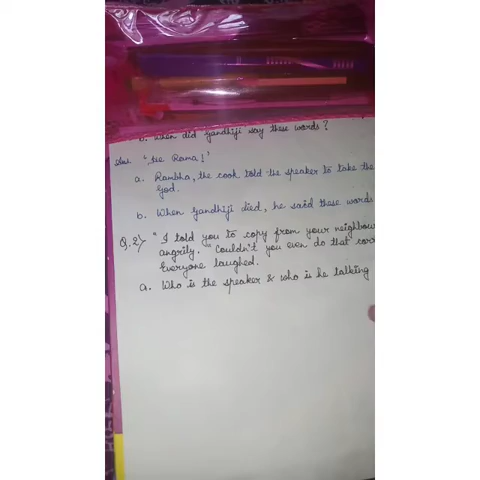 b. When did Gandhiji say these words?
Ans. "Hee Rama!"
a. Rambha, the cook told the speaker to take the
God.
b. When Gandhiji died, he said these words
Q.2) "I told you to copy from your neighbour
angrily. "Couldn't you even do that corr
Everyone laughed.
a. Who is the speaker & who is he talking